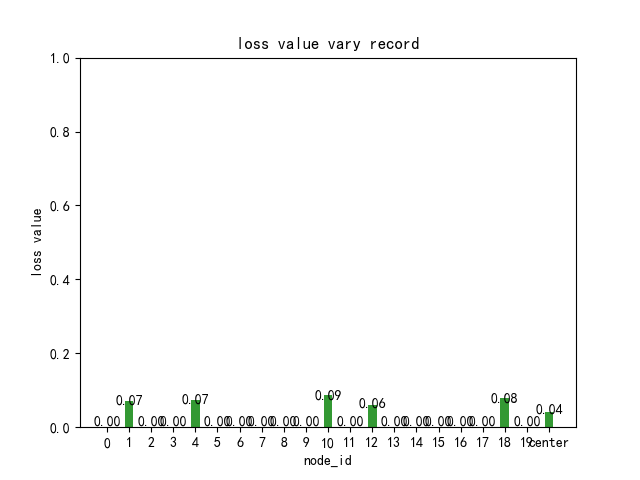 loss value vary record
1.0
0.8
0.6
0.4
0.2
0.0
loss value
0.00 0.07 0.00 0.00 0.07 0.00 0.00 0.00 0.00 0.00 0.09 0.00 0.06 0.00 0.00 0.00 0.00 0.00 0.08 0.00 0.04
0 1 2 3 4 5 6 7 8 9 10 11 12 13 14 15 16 17 18 19 center
node_id